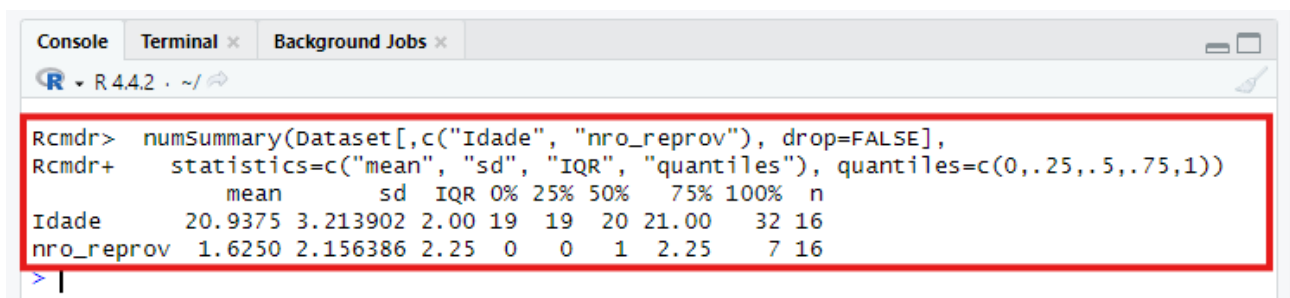 Console Terminal × Background Jobs ×
R R 4.4.2 · ~/
Rcmdr>  numSummary(Dataset[,c("Idade", "nro_reprov"), drop=FALSE],
Rcmdr+    statistics=c("mean", "sd", "IQR", "quantiles"), quantiles=c(0,.25,.5,.75,1))
              mean       sd  IQR 0% 25% 50%   75% 100%  n
Idade      20.9375 3.213902 2.00 19  19  20 21.00   32 16
nro_reprov  1.6250 2.156386 2.25  0   0   1  2.25    7 16
>